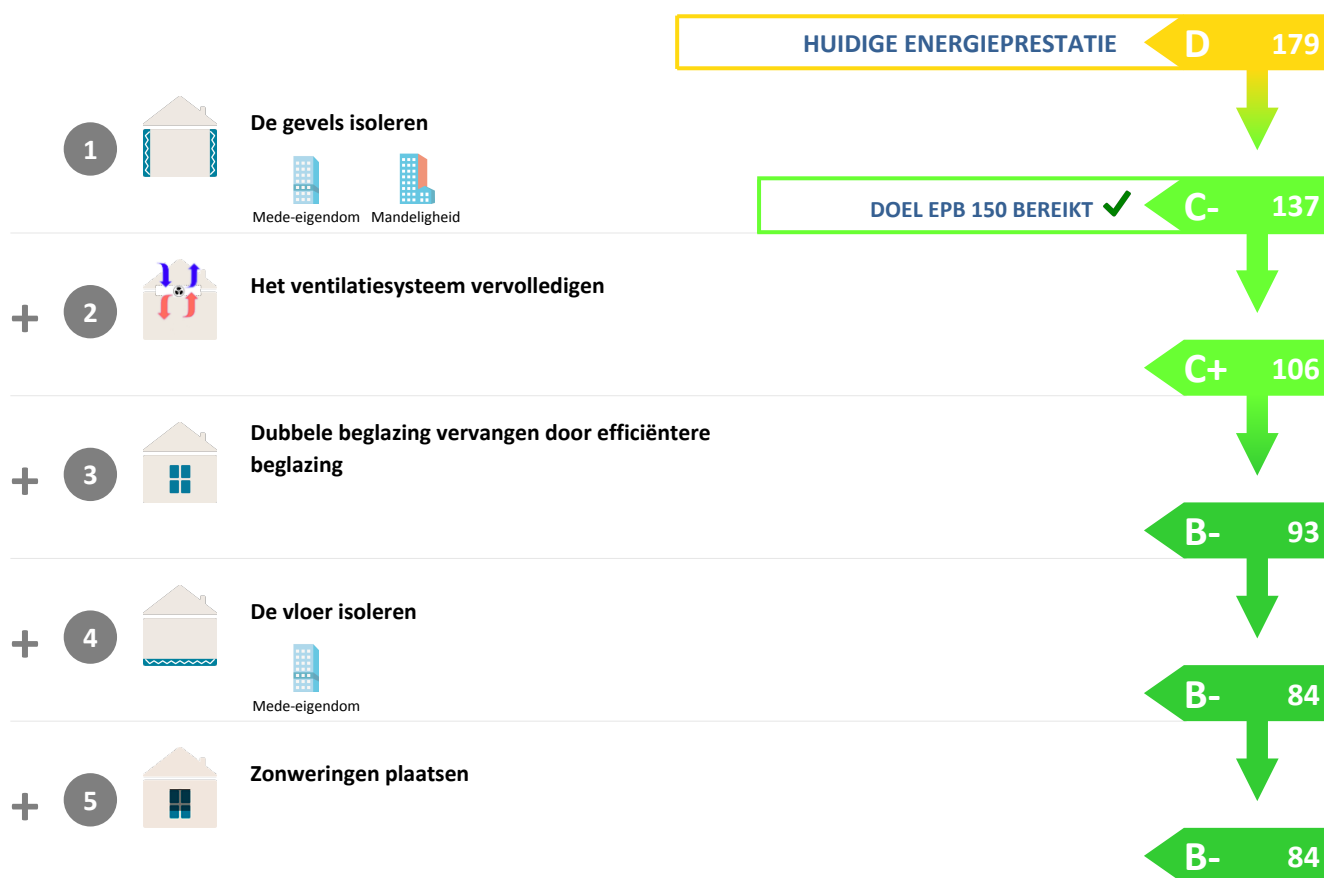 HUIDIGE ENERGIEPRESTATIE D 179
1 De gevels isoleren
Mede-eigendom Mandeligheid
DOEL EPB 150 BEREIKT ✔ C- 137
+ 2 Het ventilatiesysteem vervolledigen
C+ 106
+ 3 Dubbele beglazing vervangen door efficiëntere
beglazing
B- 93
+ 4 De vloer isoleren
Mede-eigendom
B- 84
+ 5 Zonweringen plaatsen
B- 84